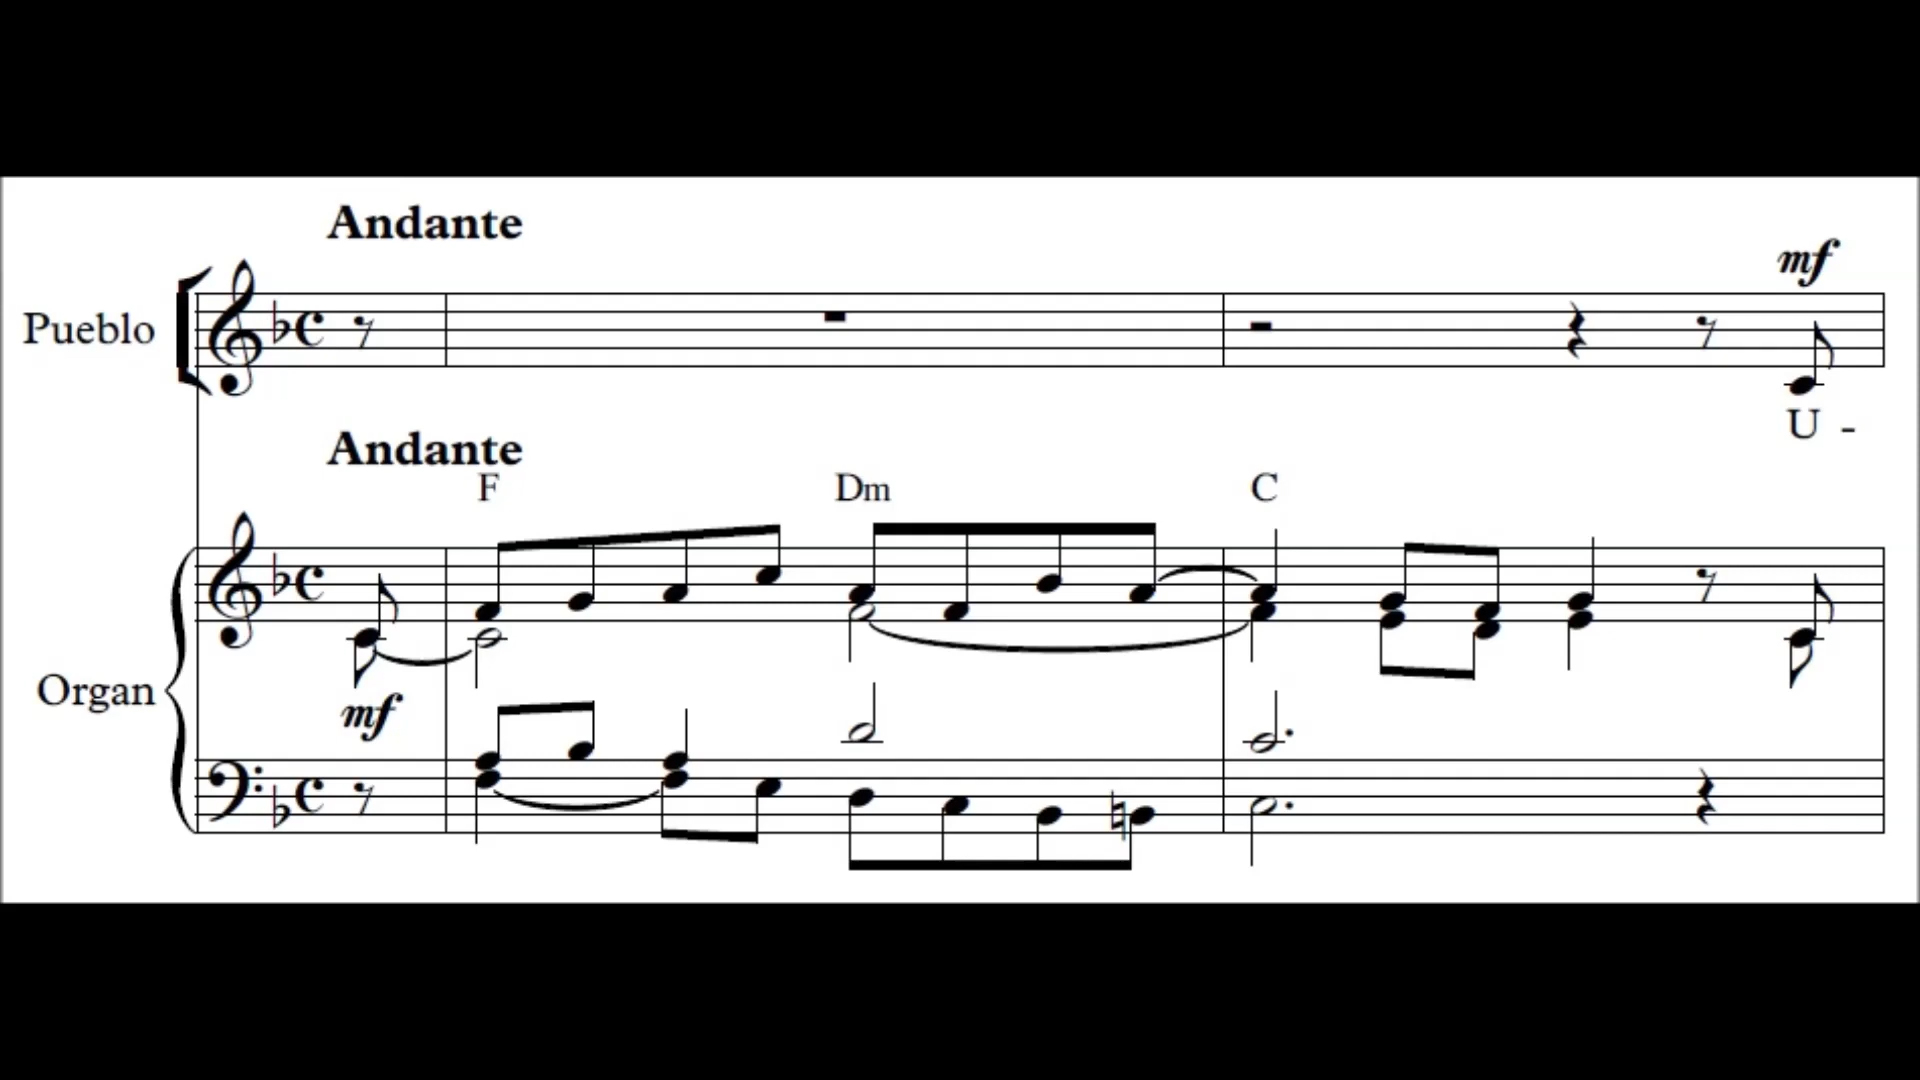 Andante
mf
Pueblo
U -
Andante
F Dm C
Organ
mf